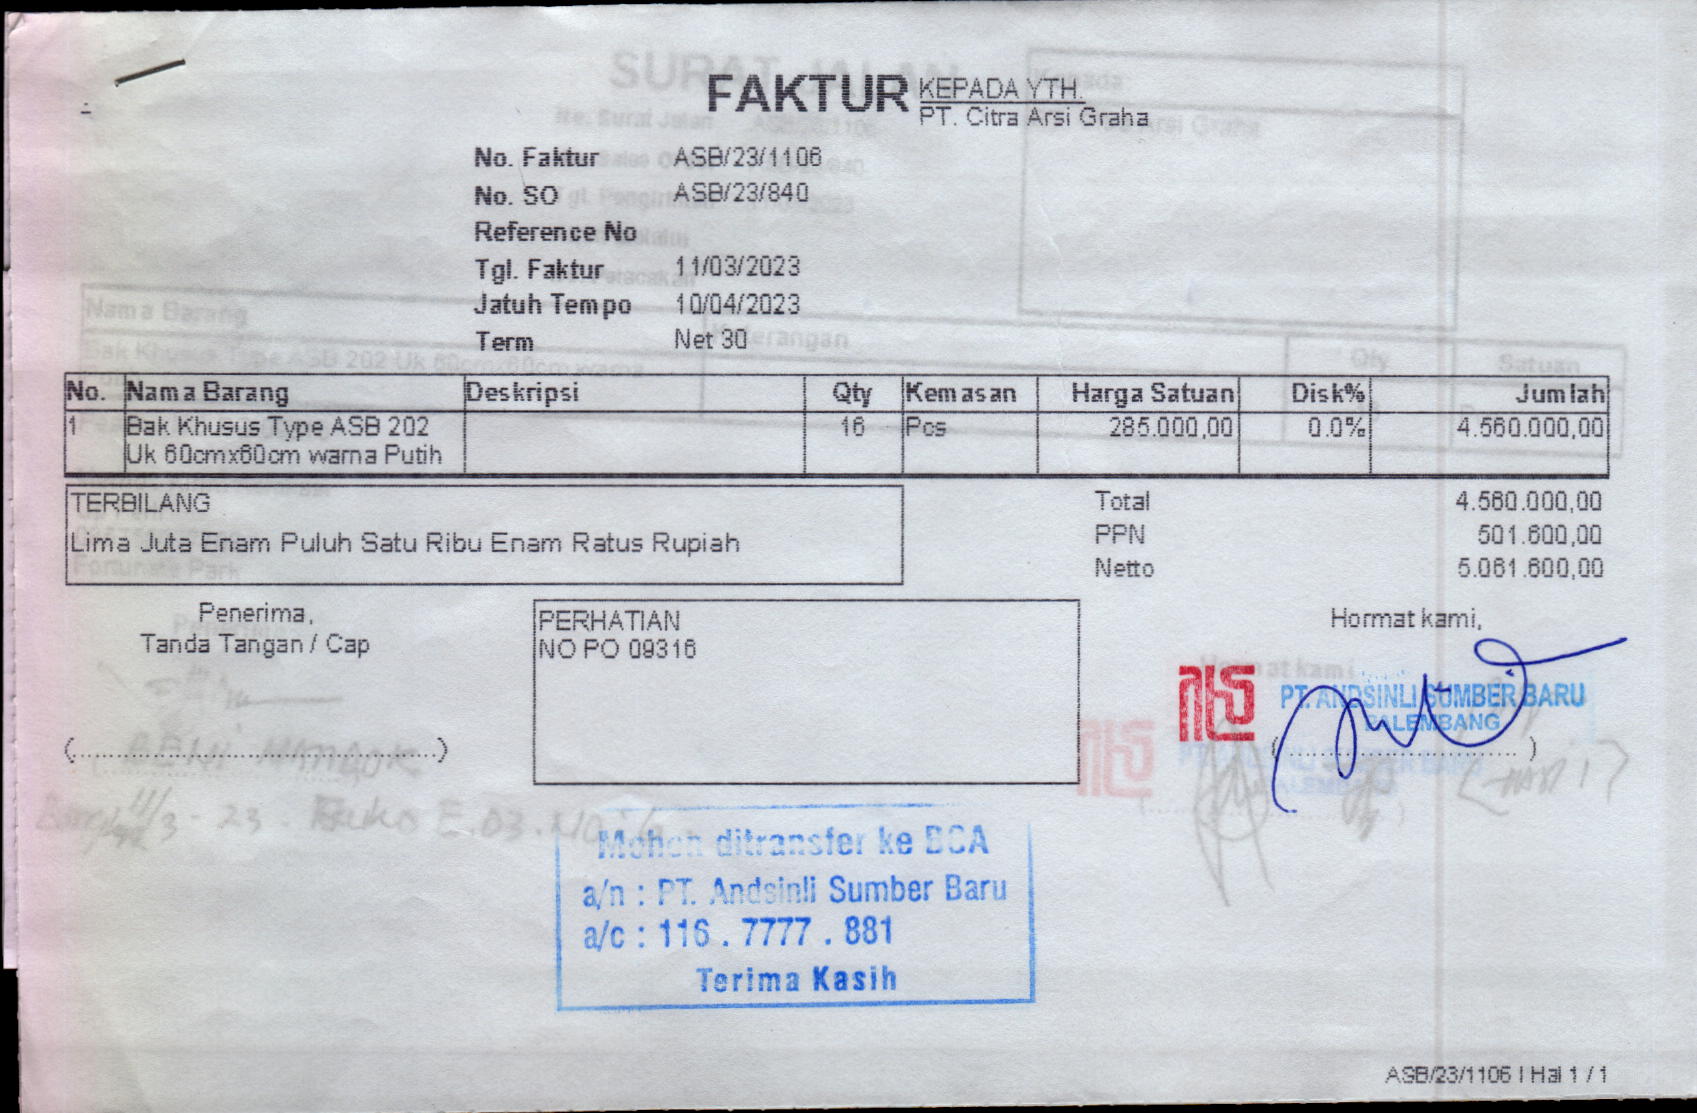 FAKTUR
KEPADA YTH.
PT. Citra Arsi Graha
No. Faktur ASB/23/1106
No. SO ASB/23/840
Reference No
Tgl. Faktur 11/03/2023
Jatuh Tempo 10/04/2023
Term Net 30
No. Nama Barang Deskripsi Qty Kemasan Harga Satuan Disk% Jumlah
1 Bak Khusus Type ASB 202 16 Pcs 285.000,00 0.0% 4.560.000,00
Uk 60cmx60cm warna Putih
TERBILANG
Lima Juta Enam Puluh Satu Ribu Enam Ratus Rupiah
Total 4.560.000,00
PPN 501.600,00
Netto 5.061.600,00
Penerima,
Tanda Tangan / Cap
(..............................................)
PERHATIAN
NO PO 09316
Hormat kami,
PT. ANDSINLI SUMBER BARU
PALEMBANG
Mohon ditransfer ke BCA
a/n : PT. Andsinli Sumber Baru
a/c : 116 . 7777 . 881
Terima Kasih
ASB/23/1106 | Hal 1 / 1